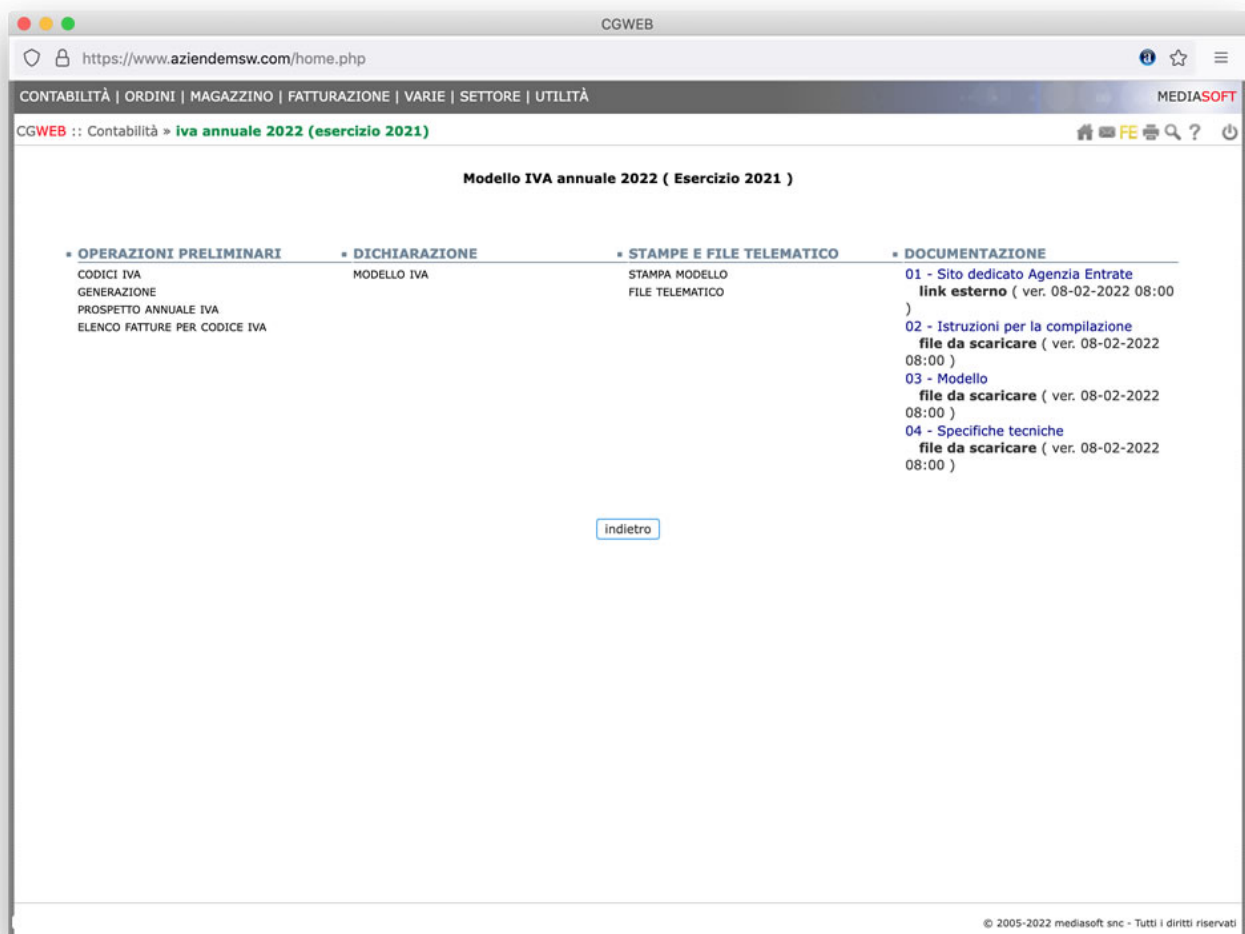 CGWEB
https://www.aziendemsw.com/home.php
CONTABILITÀ | ORDINI | MAGAZZINO | FATTURAZIONE | VARIE | SETTORE | UTILITÀ
MEDIASOFT
CGWEB :: Contabilità » iva annuale 2022 (esercizio 2021)
FE ?
Modello IVA annuale 2022 ( Esercizio 2021 )
OPERAZIONI PRELIMINARI
CODICI IVA
GENERAZIONE
PROSPETTO ANNUALE IVA
ELENCO FATTURE PER CODICE IVA
DICHIARAZIONE
MODELLO IVA
STAMPE E FILE TELEMATICO
STAMPA MODELLO
FILE TELEMATICO
DOCUMENTAZIONE
01 - Sito dedicato Agenzia Entrate
link esterno ( ver. 08-02-2022 08:00
)
02 - Istruzioni per la compilazione
file da scaricare ( ver. 08-02-2022
08:00 )
03 - Modello
file da scaricare ( ver. 08-02-2022
08:00 )
04 - Specifiche tecniche
file da scaricare ( ver. 08-02-2022
08:00 )
indietro
© 2005-2022 mediasoft snc - Tutti i diritti riservati